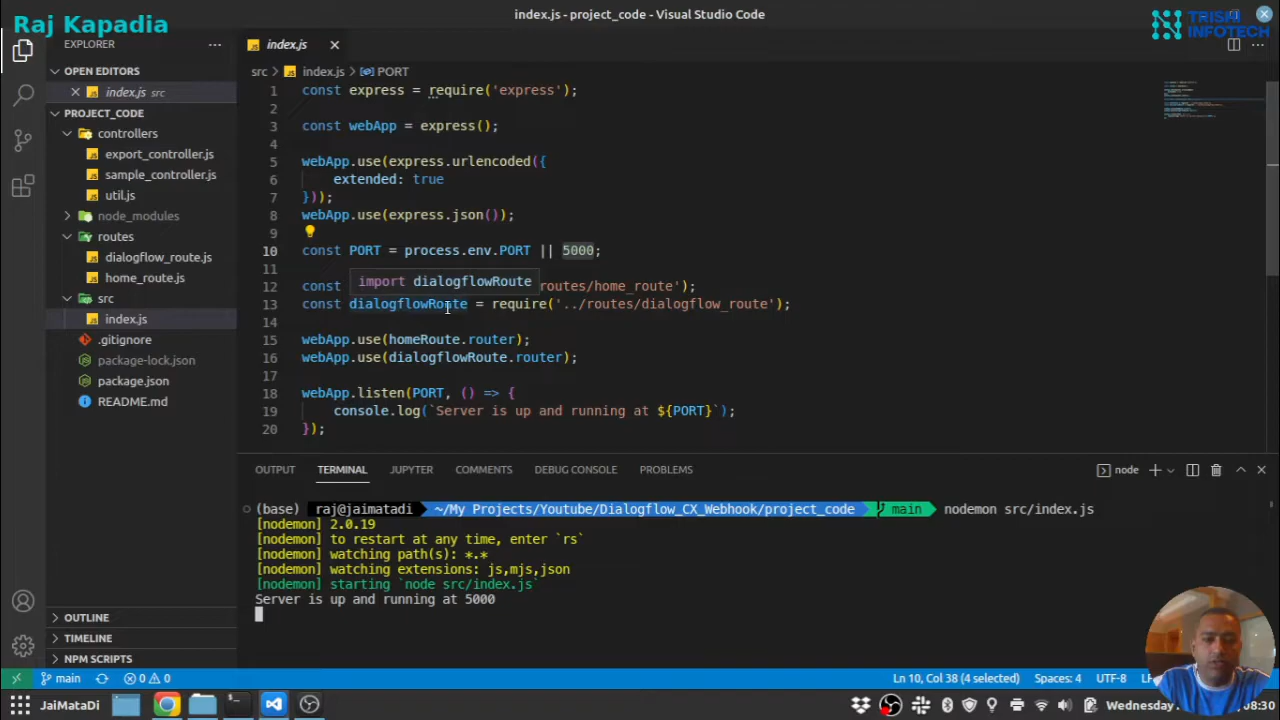 Raj Kapadia
index.js - project_code - Visual Studio Code
TRISHI
INFOTECH
EXPLORER
index.js
OPEN EDITORS
index.js src
PROJECT_CODE
controllers
export_controller.js
sample_controller.js
util.js
node_modules
routes
dialogflow_route.js
home_route.js
src
index.js
.gitignore
package-lock.json
package.json
README.md
OUTLINE
TIMELINE
NPM SCRIPTS
src > index.js > PORT
1 const express = require('express');
2
3 const webApp = express();
4
5 webApp.use(express.urlencoded({
6 extended: true
7 }));
8 webApp.use(express.json());
9
10 const PORT = process.env.PORT || 5000;
11
import dialogflowRoute
12 const routes/home_route');
13 const dialogflowRoute = require('../routes/dialogflow_route');
14
15 webApp.use(homeRoute.router);
16 webApp.use(dialogflowRoute.router);
17
18 webApp.listen(PORT, () => {
19 console.log(`Server is up and running at ${PORT}`);
20 });
OUTPUT TERMINAL JUPYTER COMMENTS DEBUG CONSOLE PROBLEMS
node
(base) raj@jaimatadi ~/My Projects/Youtube/Dialogflow_CX_Webhook/project_code main nodemon src/index.js
[nodemon] 2.0.19
[nodemon] to restart at any time, enter `rs`
[nodemon] watching path(s): *.*
[nodemon] watching extensions: js,mjs,json
[nodemon] starting `node src/index.js`
Server is up and running at 5000
main 0 0 Ln 10, Col 38 (4 selected) Spaces: 4 UTF-8
JaiMataDi Wednesday 08:30